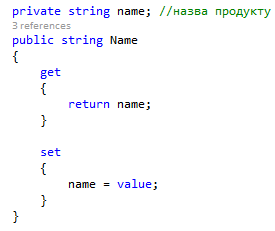 private string name; //назва продукту
3 references
public string Name
{
get
{
return name;
}
set
{
name = value;
}
}